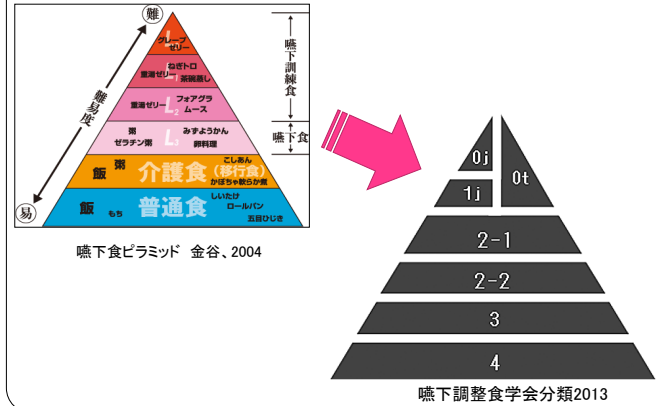 難
グレープ
ゼリー
ねぎトロ
重湯ゼリー L1 茶碗蒸し
フォアグラ
重湯ゼリー L2 ムース
粥 みずようかん
ゼラチン粥 L3 卵料理
こしあん
飯 粥 介護食 (移行食)
かぼちゃ軟らか煮
しいたけ
飯 もち 普通食 ロールパン
五目ひじき
難易度
易
嚥下訓練食
嚥下食
嚥下食ピラミッド 金谷、2004
0j
0t
1j
2-1
2-2
3
4
嚥下調整食学会分類2013